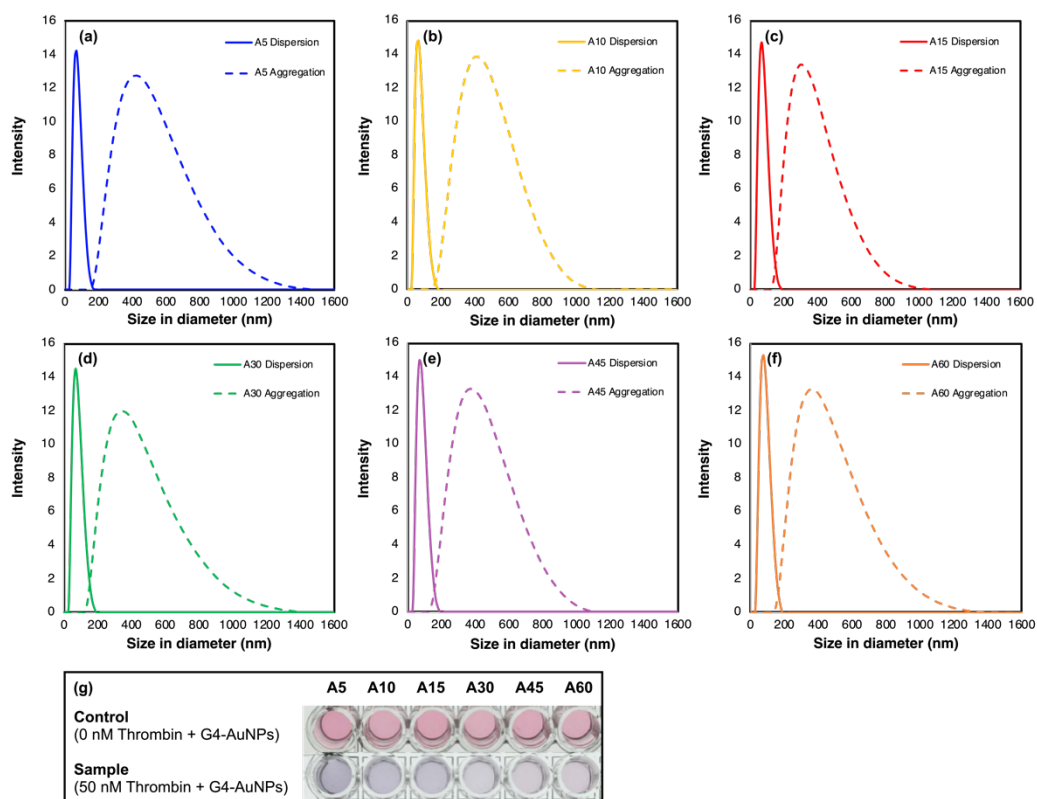 (a)
A5 Dispersion
A5 Aggregation
Intensity
16
14
12
10
8
6
4
2
0
0 200 400 600 800 1000 1200 1400 1600
Size in diameter (nm)
(b)
A10 Dispersion
A10 Aggregation
Intensity
16
14
12
10
8
6
4
2
0
0 200 400 600 800 1000 1200 1400 1600
Size in diameter (nm)
(c)
A15 Dispersion
A15 Aggregation
Intensity
16
14
12
10
8
6
4
2
0
0 200 400 600 800 1000 1200 1400 1600
Size in diameter (nm)
(d)
A30 Dispersion
A30 Aggregation
Intensity
16
14
12
10
8
6
4
2
0
0 200 400 600 800 1000 1200 1400 1600
Size in diameter (nm)
(e)
A45 Dispersion
A45 Aggregation
Intensity
16
14
12
10
8
6
4
2
0
0 200 400 600 800 1000 1200 1400 1600
Size in diameter (nm)
(f)
A60 Dispersion
A60 Aggregation
Intensity
16
14
12
10
8
6
4
2
0
0 200 400 600 800 1000 1200 1400 1600
Size in diameter (nm)
(g) A5 A10 A15 A30 A45 A60
Control
(0 nM Thrombin + G4-AuNPs)
Sample
(50 nM Thrombin + G4-AuNPs)